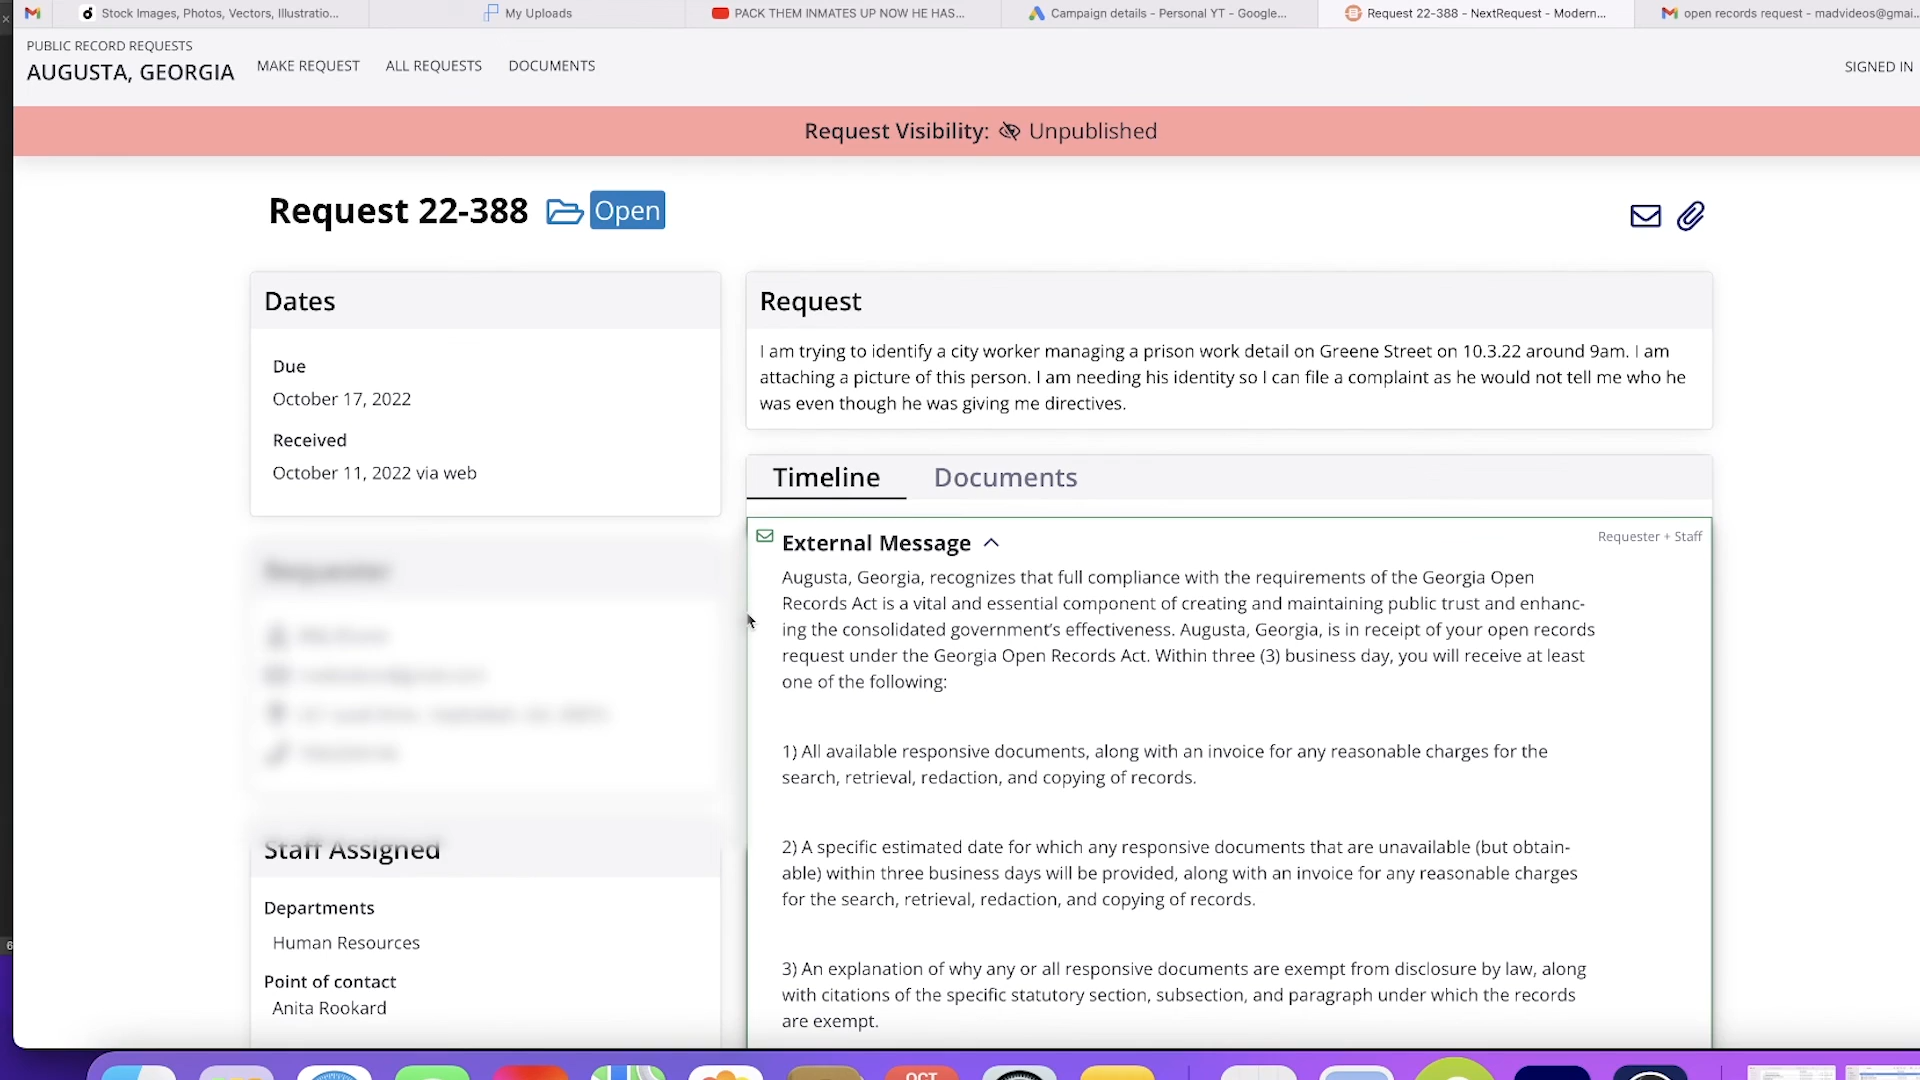 Stock Images, Photos, Vectors, Illustratio...
My Uploads
PACK THEM INMATES UP NOW HE HAS...
Campaign details - Personal YT - Google...
Request 22-388 - NextRequest - Modern...
open records request - madvideos@gmai...
PUBLIC RECORD REQUESTS
AUGUSTA, GEORGIA
MAKE REQUEST
ALL REQUESTS
DOCUMENTS
SIGNED IN
Request Visibility: Unpublished
Request 22-388 Open
Dates
Due
October 17, 2022
Received
October 11, 2022 via web
Staff Assigned
Departments
Human Resources
Point of contact
Anita Rookard
Request
I am trying to identify a city worker managing a prison work detail on Greene Street on 10.3.22 around 9am. I am
attaching a picture of this person. I am needing his identity so I can file a complaint as he would not tell me who he
was even though he was giving me directives.
Timeline
Documents
External Message
Requester + Staff
Augusta, Georgia, recognizes that full compliance with the requirements of the Georgia Open
Records Act is a vital and essential component of creating and maintaining public trust and enhanc-
ing the consolidated government's effectiveness. Augusta, Georgia, is in receipt of your open records
request under the Georgia Open Records Act. Within three (3) business day, you will receive at least
one of the following:
1) All available responsive documents, along with an invoice for any reasonable charges for the
search, retrieval, redaction, and copying of records.
2) A specific estimated date for which any responsive documents that are unavailable (but obtain-
able) within three business days will be provided, along with an invoice for any reasonable charges
for the search, retrieval, redaction, and copying of records.
3) An explanation of why any or all responsive documents are exempt from disclosure by law, along
with citations of the specific statutory section, subsection, and paragraph under which the records
are exempt.
6
OCT